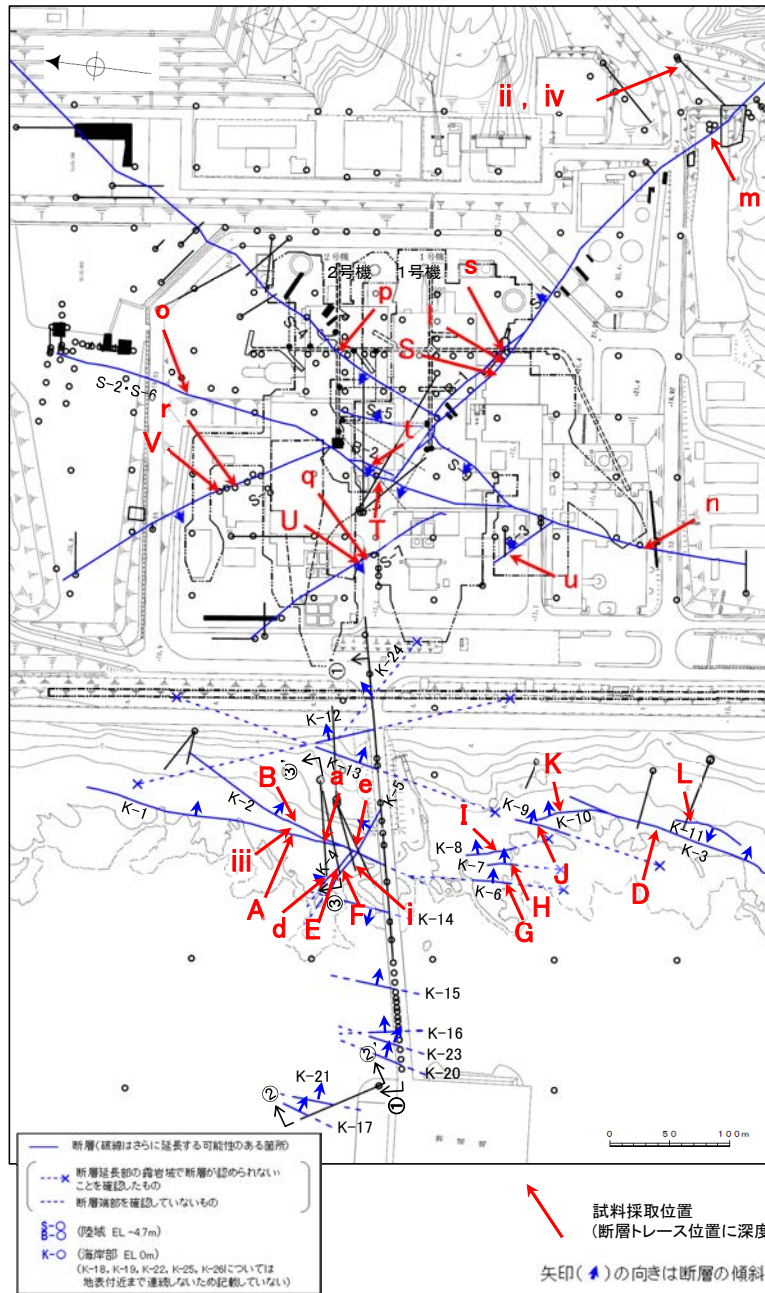 ii , iv
m
2号機
1号機
s
p
l
S
S-1
S-4
o
S-2・S-6
r
V
S-5
B-2
t
S-9
S-8
q
T
U
n
S-7
B-3
u
①'
K-24
K-12
③'
K-13
B
a
e
K-5
K
L
K-1
K-2
I
K-9
K-10
K-11
iii
K-8
K-3
K-4
K-7
J
D
A
d
③
K-6
H
E
F
i
G
K-14
K-15
K-16
K-23
②'
K-20
K-21
②
①
K-17
0 50 100m
断層(破線はさらに延長する可能性のある箇所)
断層延長部の露岩域で断層が認められない
ことを確認したもの
断層端部を確認していないもの
S-○
B-○
(陸域 EL -4.7m)
K-○ (海岸部 EL 0m)
(K-18, K-19, K-22, K-25, K-26については
地表付近まで連続しないため記載していない)
試料採取位置
(断層トレース位置に深度
矢印( )の向きは断層の傾斜